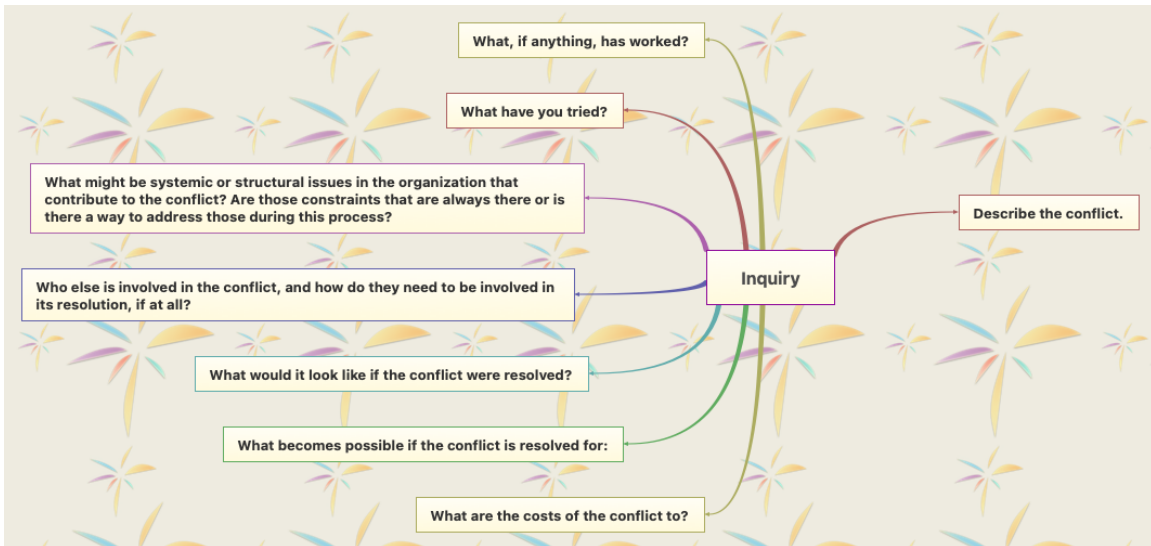 What, if anything, has worked?
What have you tried?
What might be systemic or structural issues in the organization that
contribute to the conflict? Are those constraints that are always there or is
there a way to address those during this process?
Describe the conflict.
Inquiry
Who else is involved in the conflict, and how do they need to be involved in
its resolution, if at all?
What would it look like if the conflict were resolved?
What becomes possible if the conflict is resolved for:
What are the costs of the conflict to?